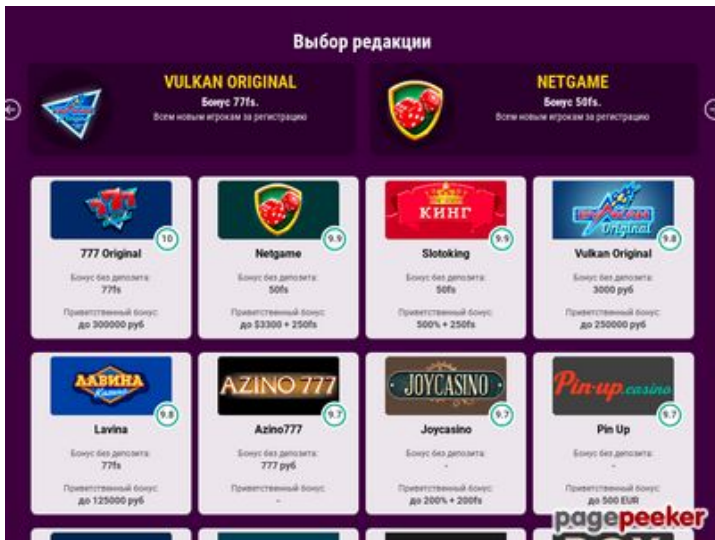 Выбор редакции
VULKAN ORIGINAL
Бонус 77fs.
Всем новым игрокам за регистрацию
NETGAME
Бонус 50fs.
Всем новым игрокам за регистрацию
777
10
777 Original
Бонус без депозита:
77fs
Приветственный бонус:
до 300000 руб
9.9
Netgame
Бонус без депозита:
50fs
Приветственный бонус:
до $3300 + 250fs
КИНГ
9.9
Slotoking
Бонус без депозита:
50fs
Приветственный бонус:
500% + 250fs
VULKAN
Original
9.8
Vulkan Original
Бонус без депозита:
3000 руб
Приветственный бонус:
до 250000 руб
ЛАВИНА
Казино
9.8
Lavina
Бонус без депозита:
77fs
Приветственный бонус:
до 125000 руб
AZINO 777
9.7
Azino777
Бонус без депозита:
777 руб
Приветственный бонус:
-
JOYCASINO
9.7
Joycasino
Бонус без депозита:
-
Приветственный бонус:
до 200% + 200fs
Pin-up.casino
9.7
Pin Up
Бонус без депозита:
-
Приветственный бонус:
до 500 EUR
pagepeeker